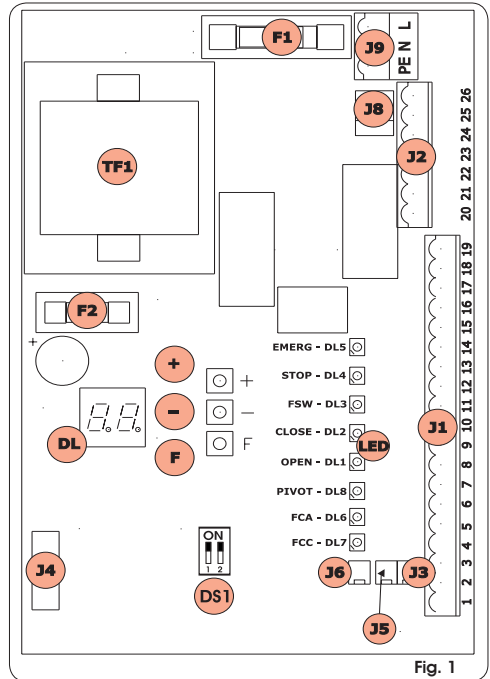 F1
J9
PE N L
J8
J2
TF1
20 21 22 23 24 25 26
F2
+
+
+
-
-
F
F
DL
8.8.
EMERG - DL5
STOP - DL4
FSW - DL3
CLOSE - DL2
OPEN - DL1
PIVOT - DL8
FCA - DL6
FCC - DL7
LED
J1
1 2 3 4 5 6 7 8 9 10 11 12 13 14 15 16 17 18 19
J4
ON
1 2
DS1
J6
J3
J5
Fig. 1